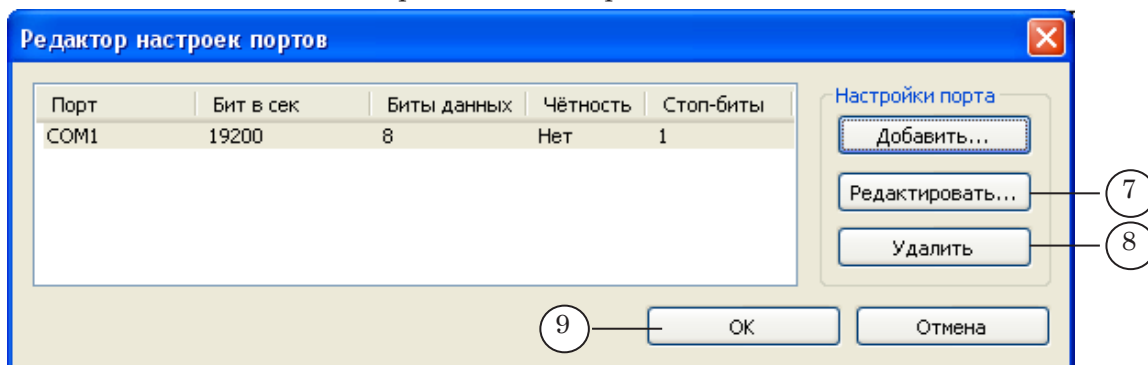 Редактор настроек портов
Порт Бит в сек Биты данных Чётность Стоп-биты
COM1 19200 8 Нет 1
Настройки порта
Добавить...
Редактировать...
7
Удалить
8
9
ОК
Отмена